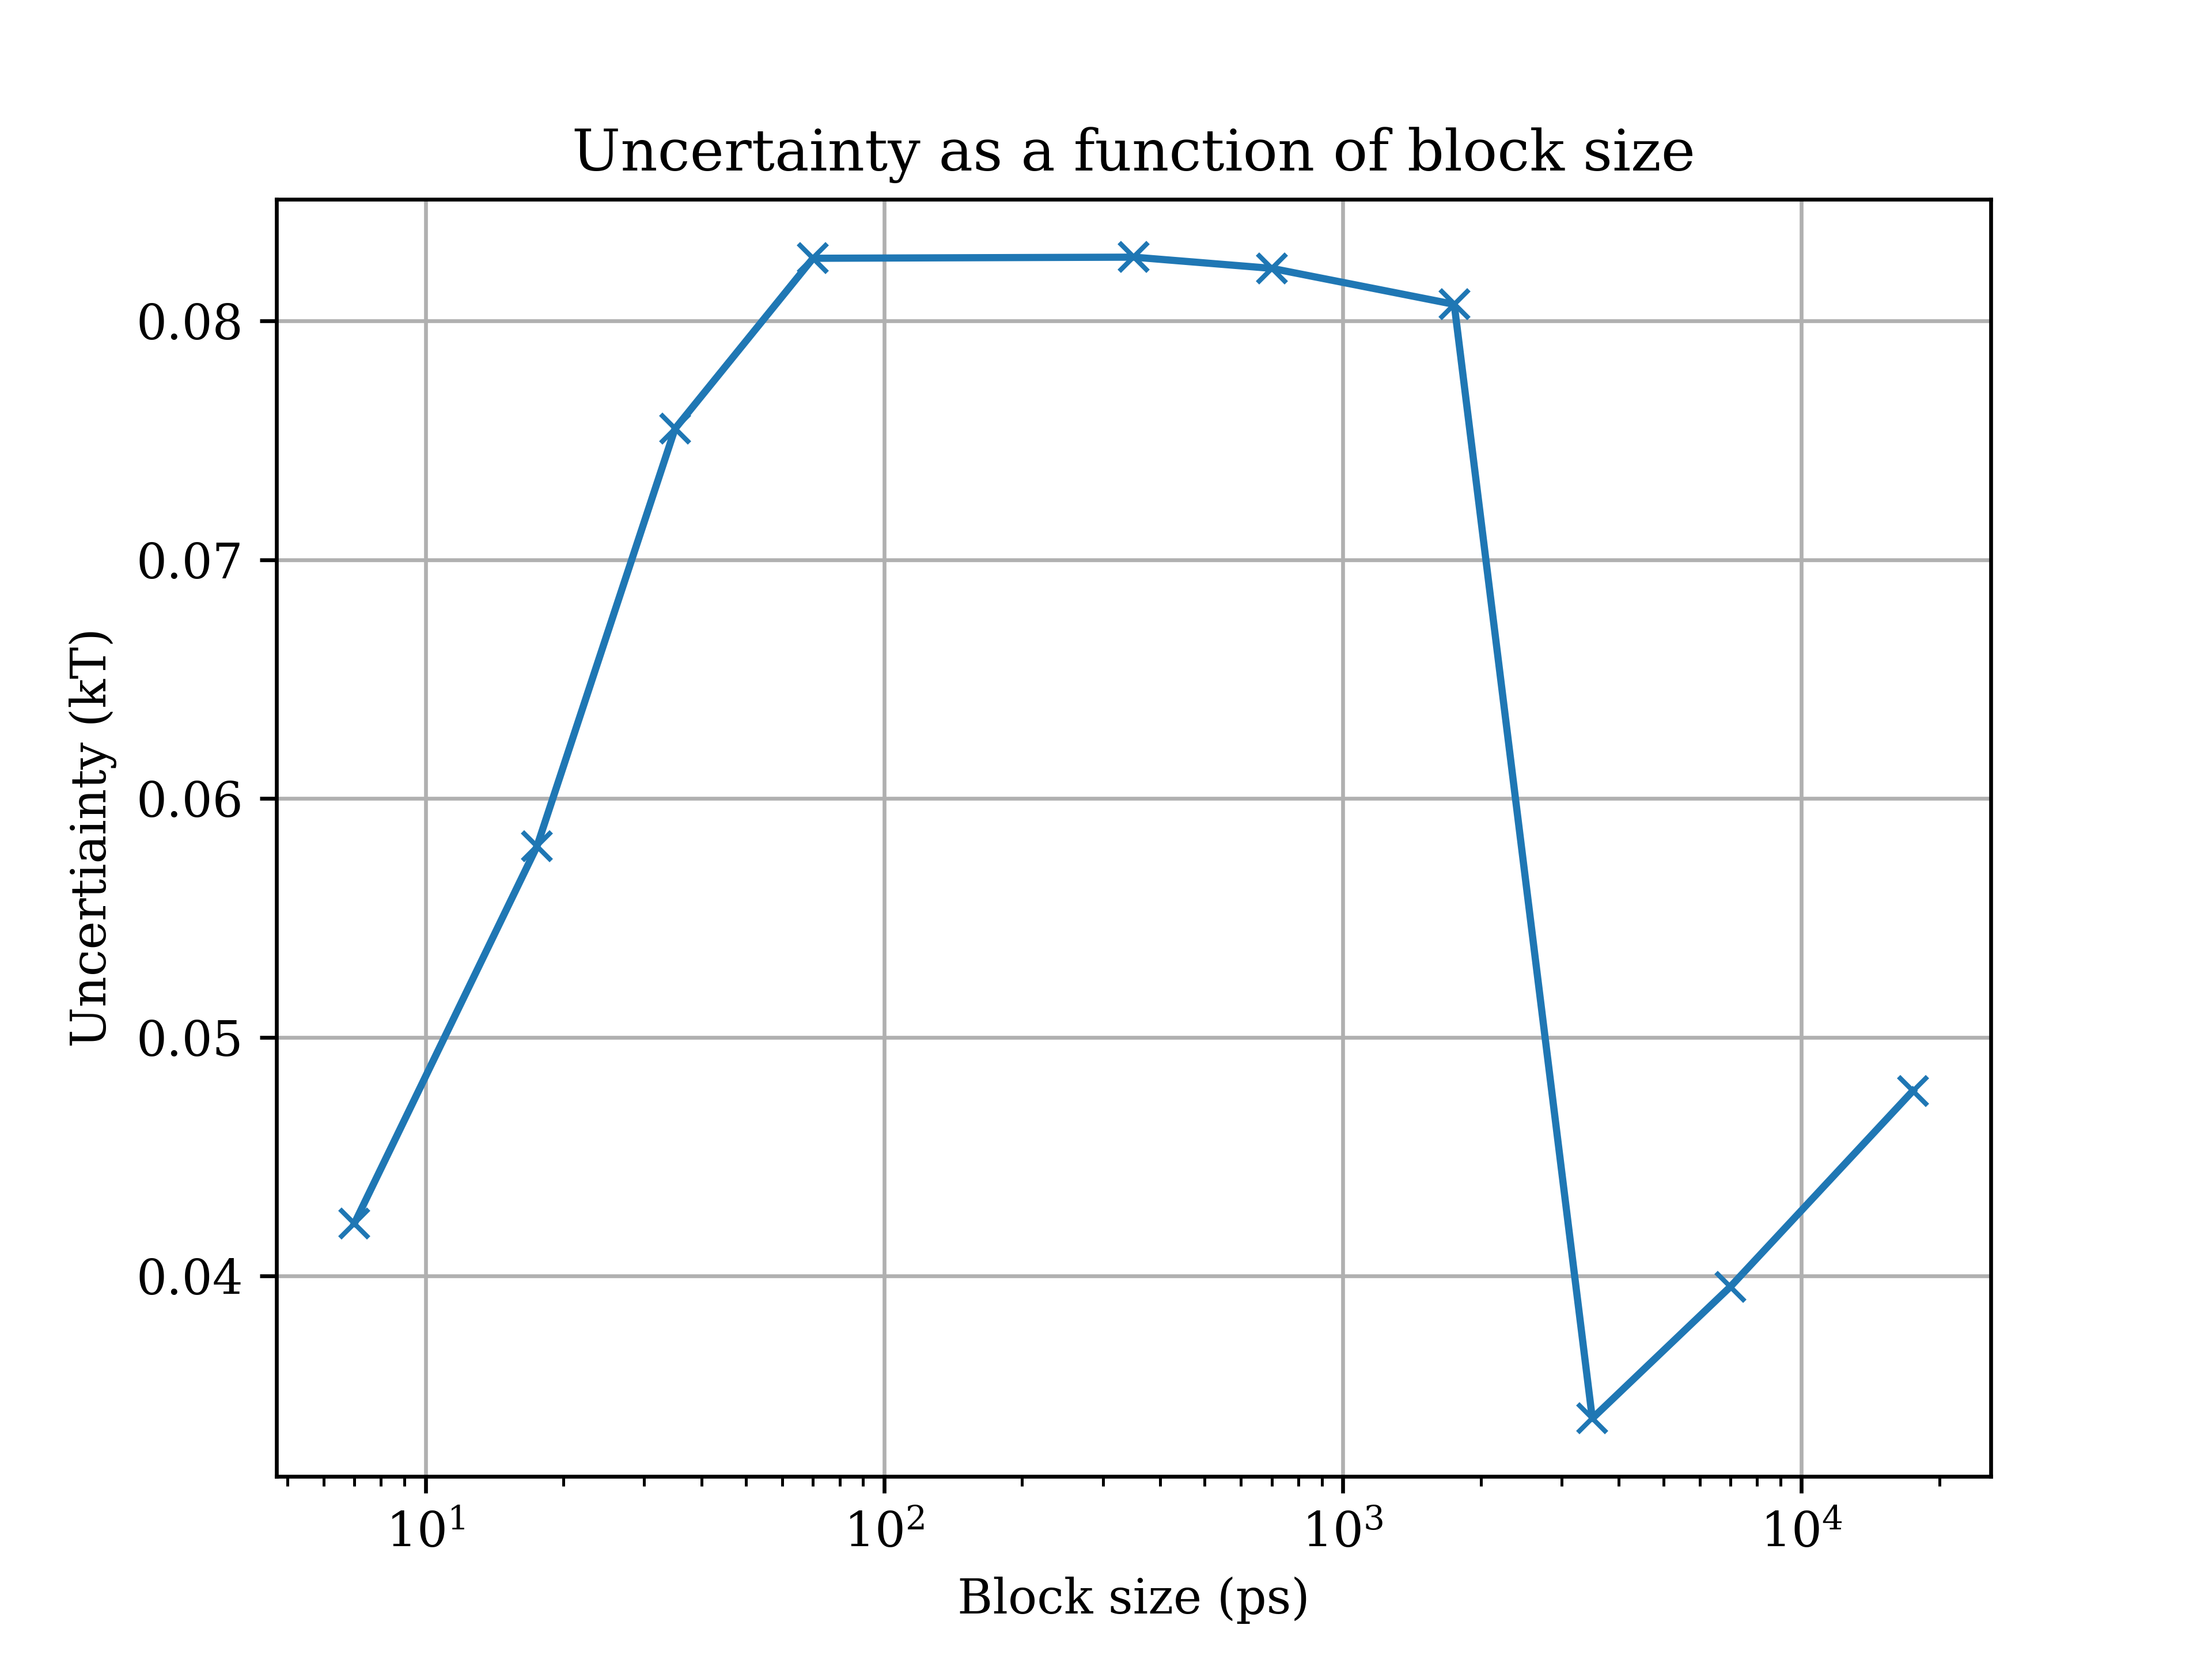 Uncertainty as a function of block size
0.08
0.07
0.06
0.05
0.04
Uncertiainty (kT)
10¹ 10² 10³ 10⁴
Block size (ps)